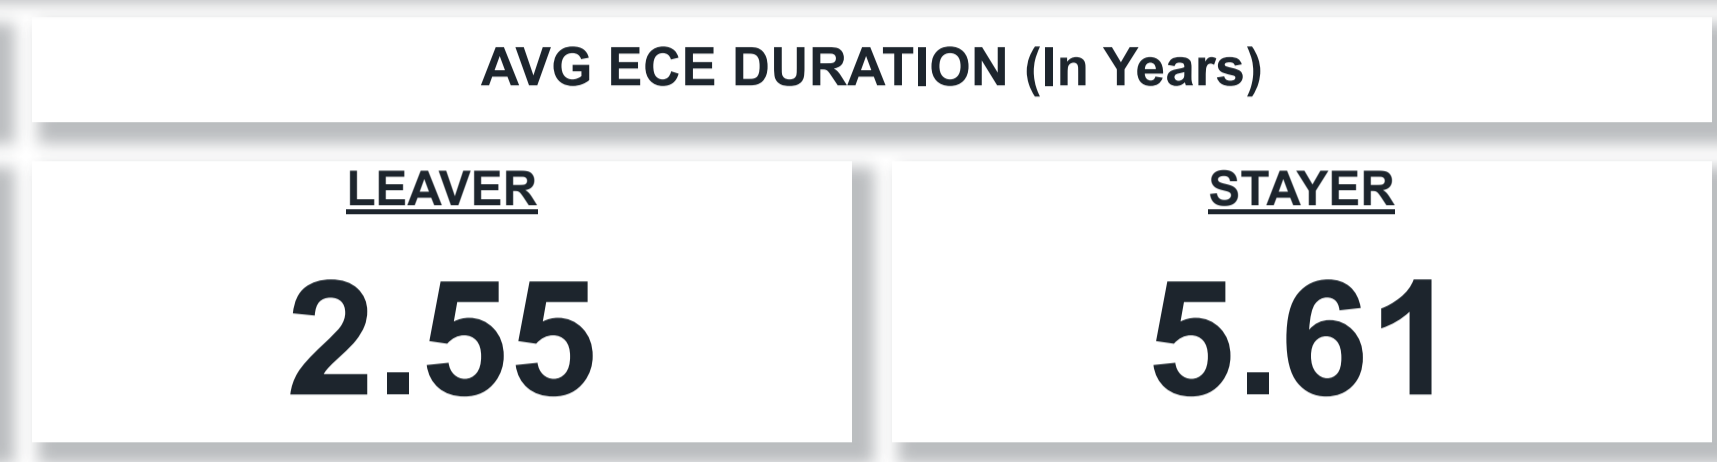 AVG ECE DURATION (In Years)
LEAVER
STAYER
2.55
5.61